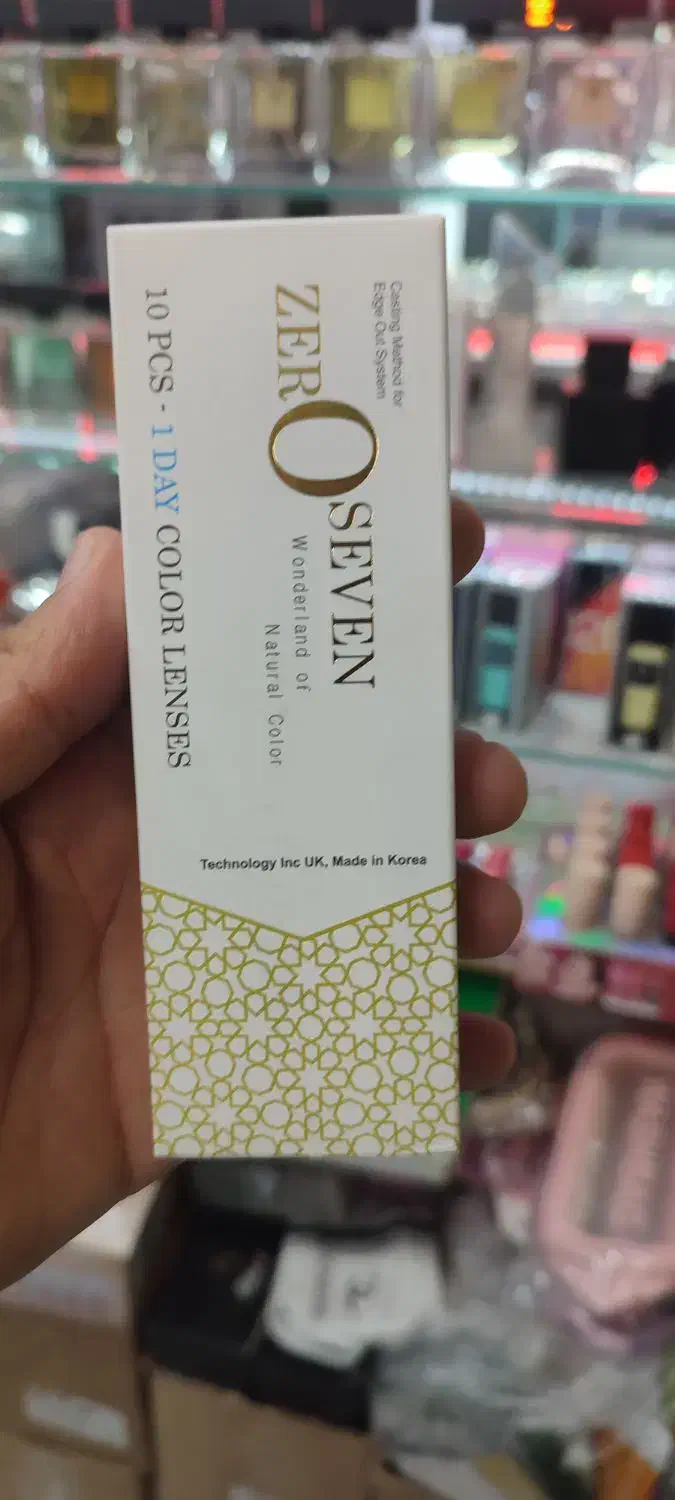 Casting Method for
Edge Out System
ZEROSEVEN
Wonderland of
Natural Color
10 PCS - 1 DAY COLOR LENSES
Technology Inc UK, Made in Korea